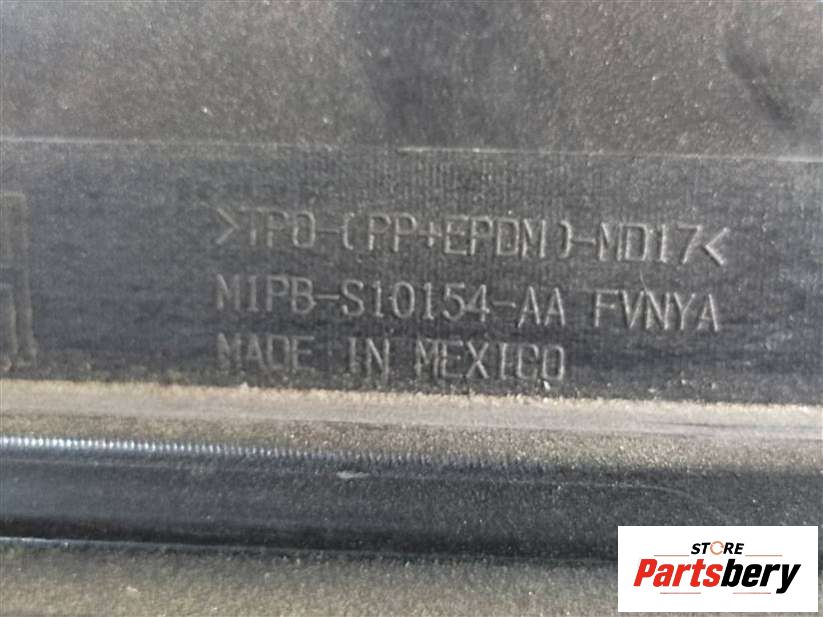 >TPO-(PP+EPDM)-MD17<
M1PB-S10154-AA FVNYA
MADE IN MEXICO
STORE
Partsbery